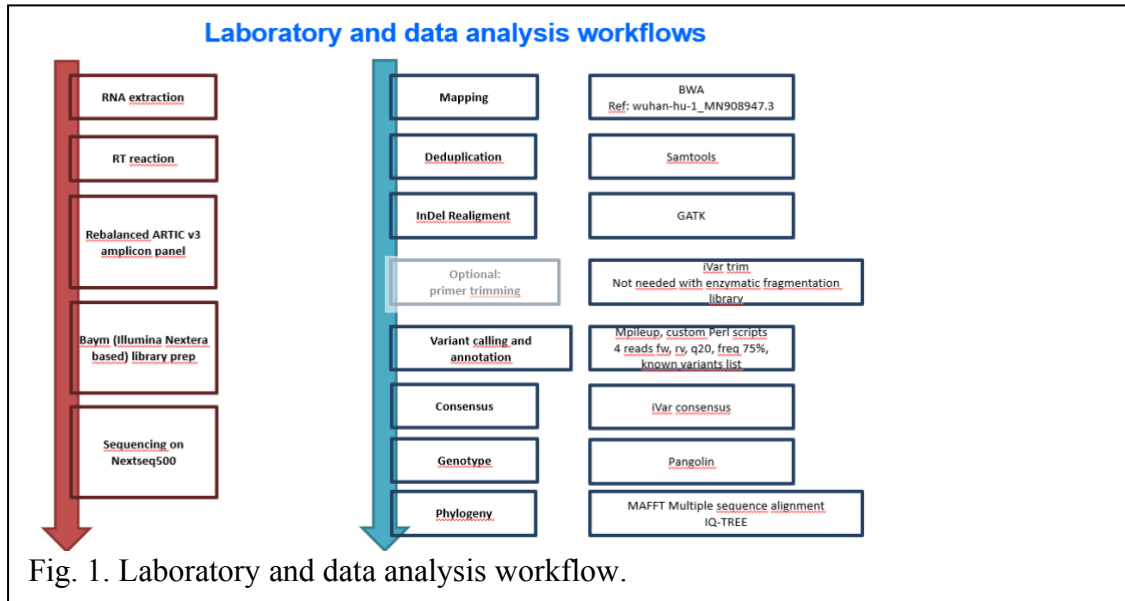 Laboratory and data analysis workflows
RNA extraction
RT reaction
Rebalanced ARTIC v3
amplicon panel
Baym (Illumina Nextera
based) library prep
Sequencing on
Nextseq500
Mapping
BWA
Ref: wuhan-hu-1_MN908947.3
Deduplication
Samtools
InDel Realigment
GATK
Optional:
primer trimming
iVar trim
Not needed with enzymatic fragmentation
library
Variant calling and
annotation
Mpileup, custom Perl scripts
4 reads fw, rv, q20, freq 75%,
known variants list
Consensus
iVar consensus
Genotype
Pangolin
Phylogeny
MAFFT Multiple sequence alignment
IQ-TREE
Fig. 1. Laboratory and data analysis workflow.